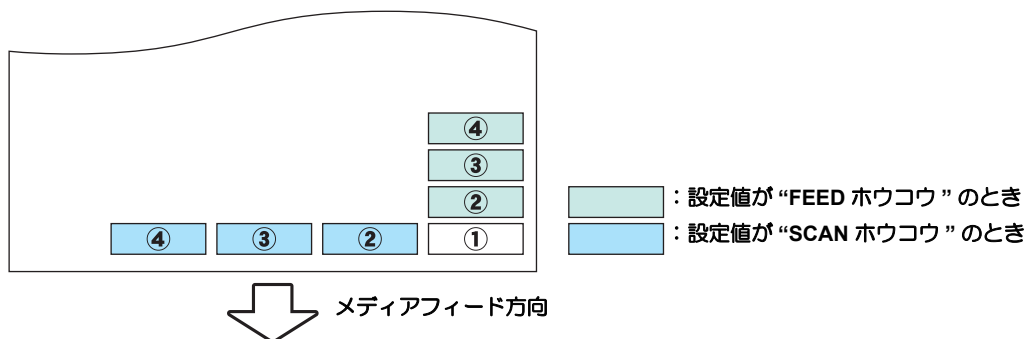 ④
③
②
④ ③ ② ①
：設定値が “FEED ホウコウ ” のとき
：設定値が “SCAN ホウコウ ” のとき
メディアフィード方向